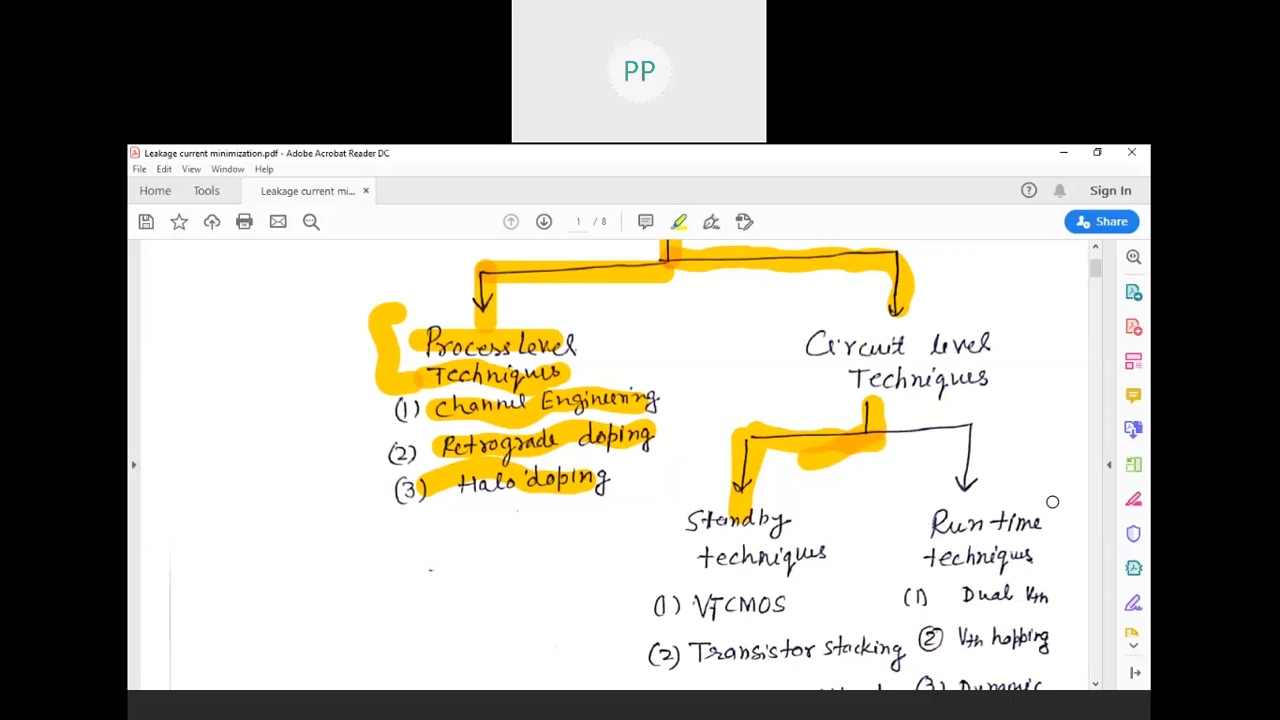 PP
Leakage current minimization.pdf - Adobe Acrobat Reader DC
File Edit View Window Help
Home Tools Leakage current mi... × Sign In
1 / 8 Share
Process level
Techniques
(1) Channel Engineering
(2) Retrograde doping
(3) Halo doping
Circuit level
Techniques
Standby
techniques
(1) VTCMOS
(2) Transistor stacking
Run time
techniques
(1) Dual Vth
(2) Vth hopping
(3) Dynamic